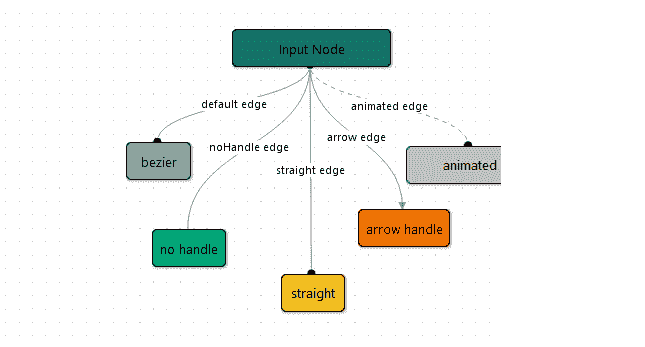 Input Node
default edge
animated edge
arrow edge
noHandle edge
bezier
straight edge
animated
arrow handle
no handle
straight